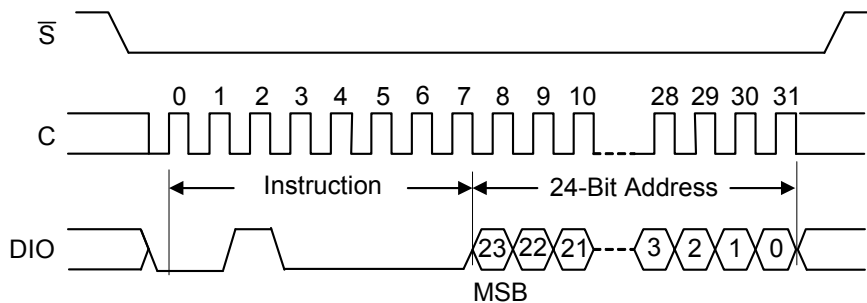 S
0 1 2 3 4 5 6 7 8 9 10 28 29 30 31
C
Instruction 24-Bit Address
DIO 23 22 21 3 2 1 0
MSB